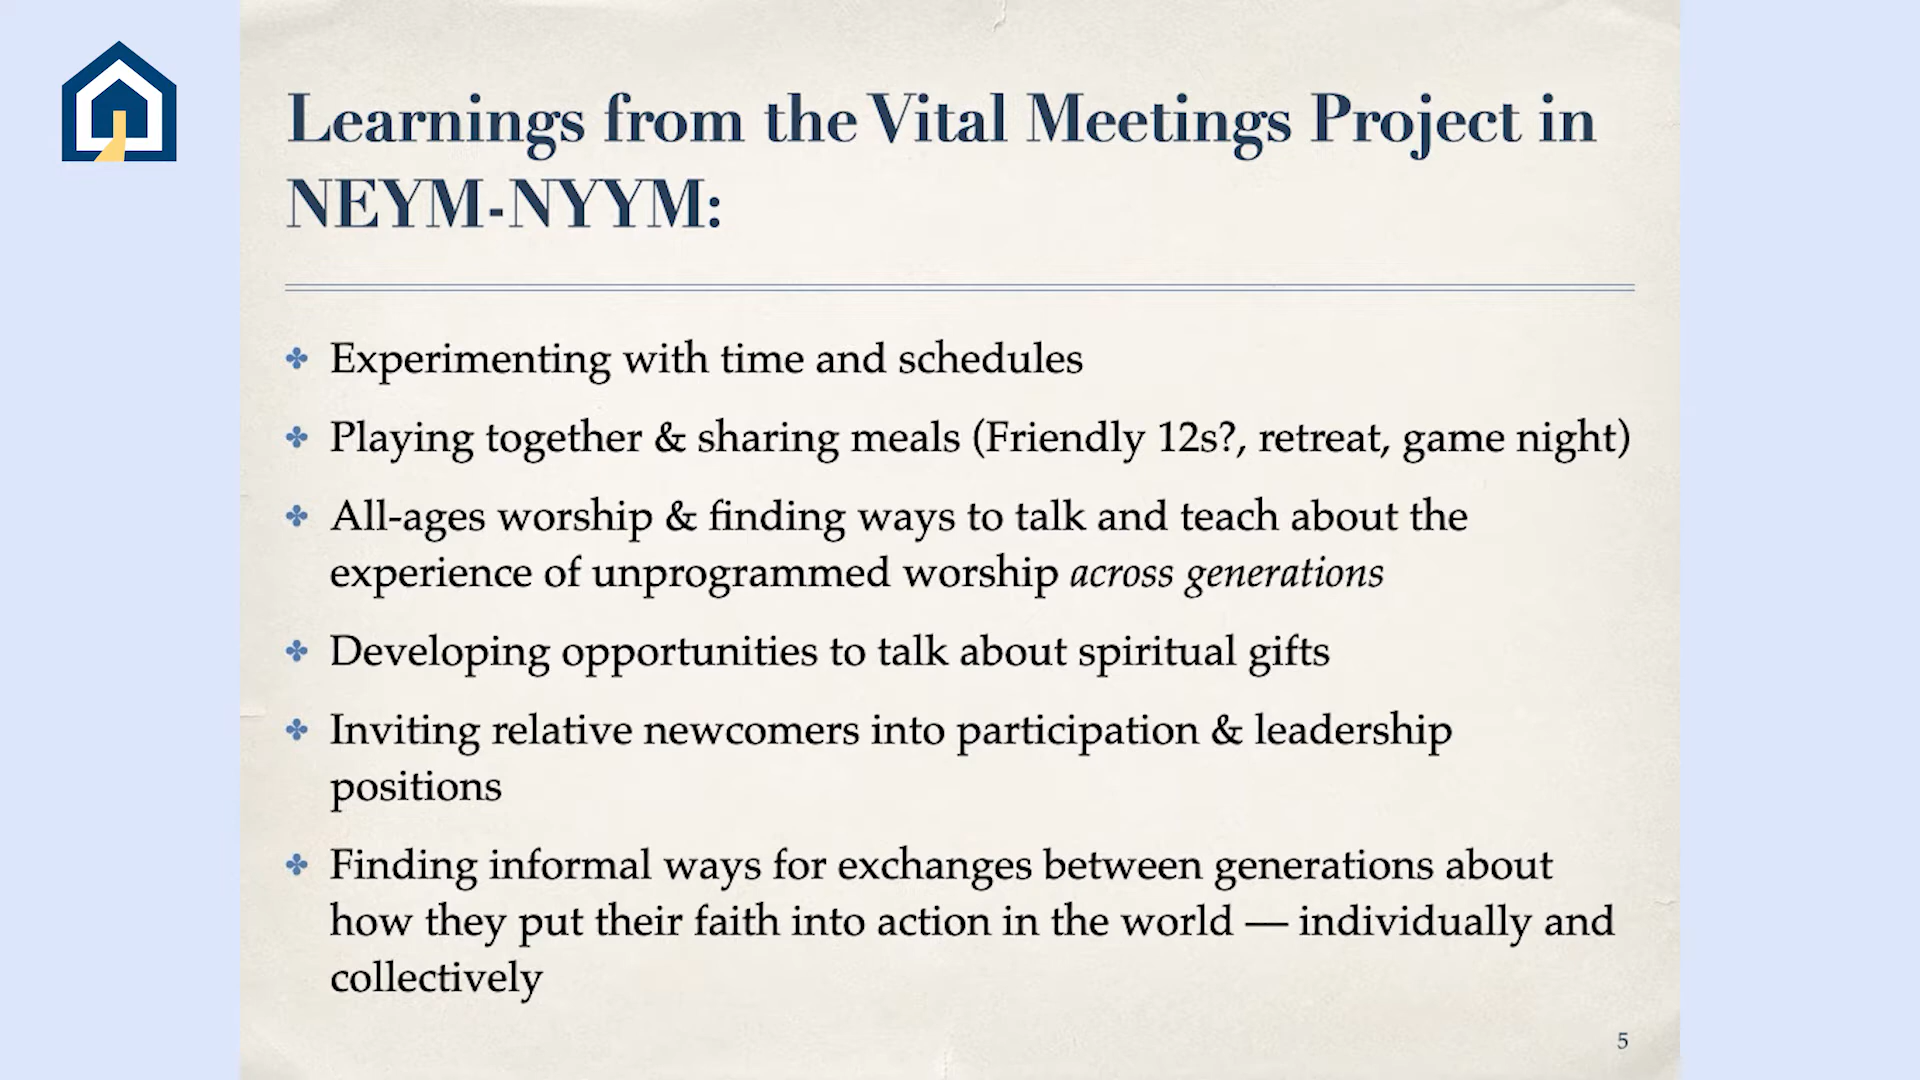 Learnings from the Vital Meetings Project in
NEYM-NYYM:
Experimenting with time and schedules
Playing together & sharing meals (Friendly 12s?, retreat, game night)
All-ages worship & finding ways to talk and teach about the
experience of unprogrammed worship across generations
Developing opportunities to talk about spiritual gifts
Inviting relative newcomers into participation & leadership
positions
Finding informal ways for exchanges between generations about
how they put their faith into action in the world — individually and
collectively
5